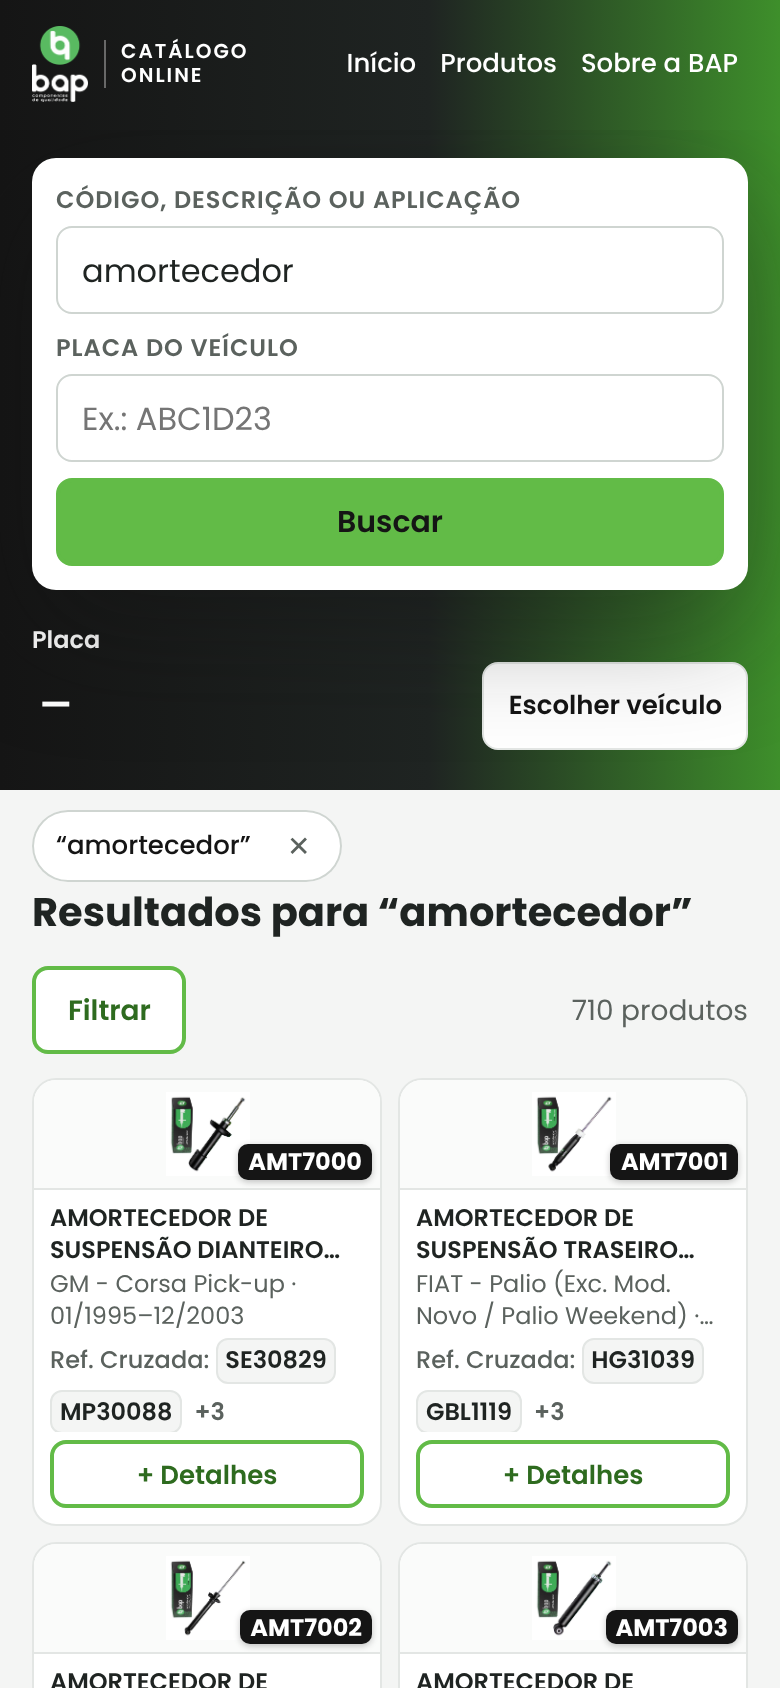 bap
componentes
de qualidade
CATÁLOGO
ONLINE
Início
Produtos
Sobre a BAP
CÓDIGO, DESCRIÇÃO OU APLICAÇÃO
amortecedor
PLACA DO VEÍCULO
Ex.: ABC1D23
Buscar
Placa
—
Escolher veículo
“amortecedor” ×
Resultados para “amortecedor”
Filtrar
710 produtos
AMT7000
AMORTECEDOR DE
SUSPENSÃO DIANTEIRO...
GM - Corsa Pick-up ·
01/1995–12/2003
Ref. Cruzada: SE30829
MP30088 +3
+ Detalhes
AMT7001
AMORTECEDOR DE
SUSPENSÃO TRASEIRO...
FIAT - Palio (Exc. Mod.
Novo / Palio Weekend) ·...
Ref. Cruzada: HG31039
GBL1119 +3
+ Detalhes
AMT7002
AMORTECEDOR DE
AMT7003
AMORTECEDOR DE